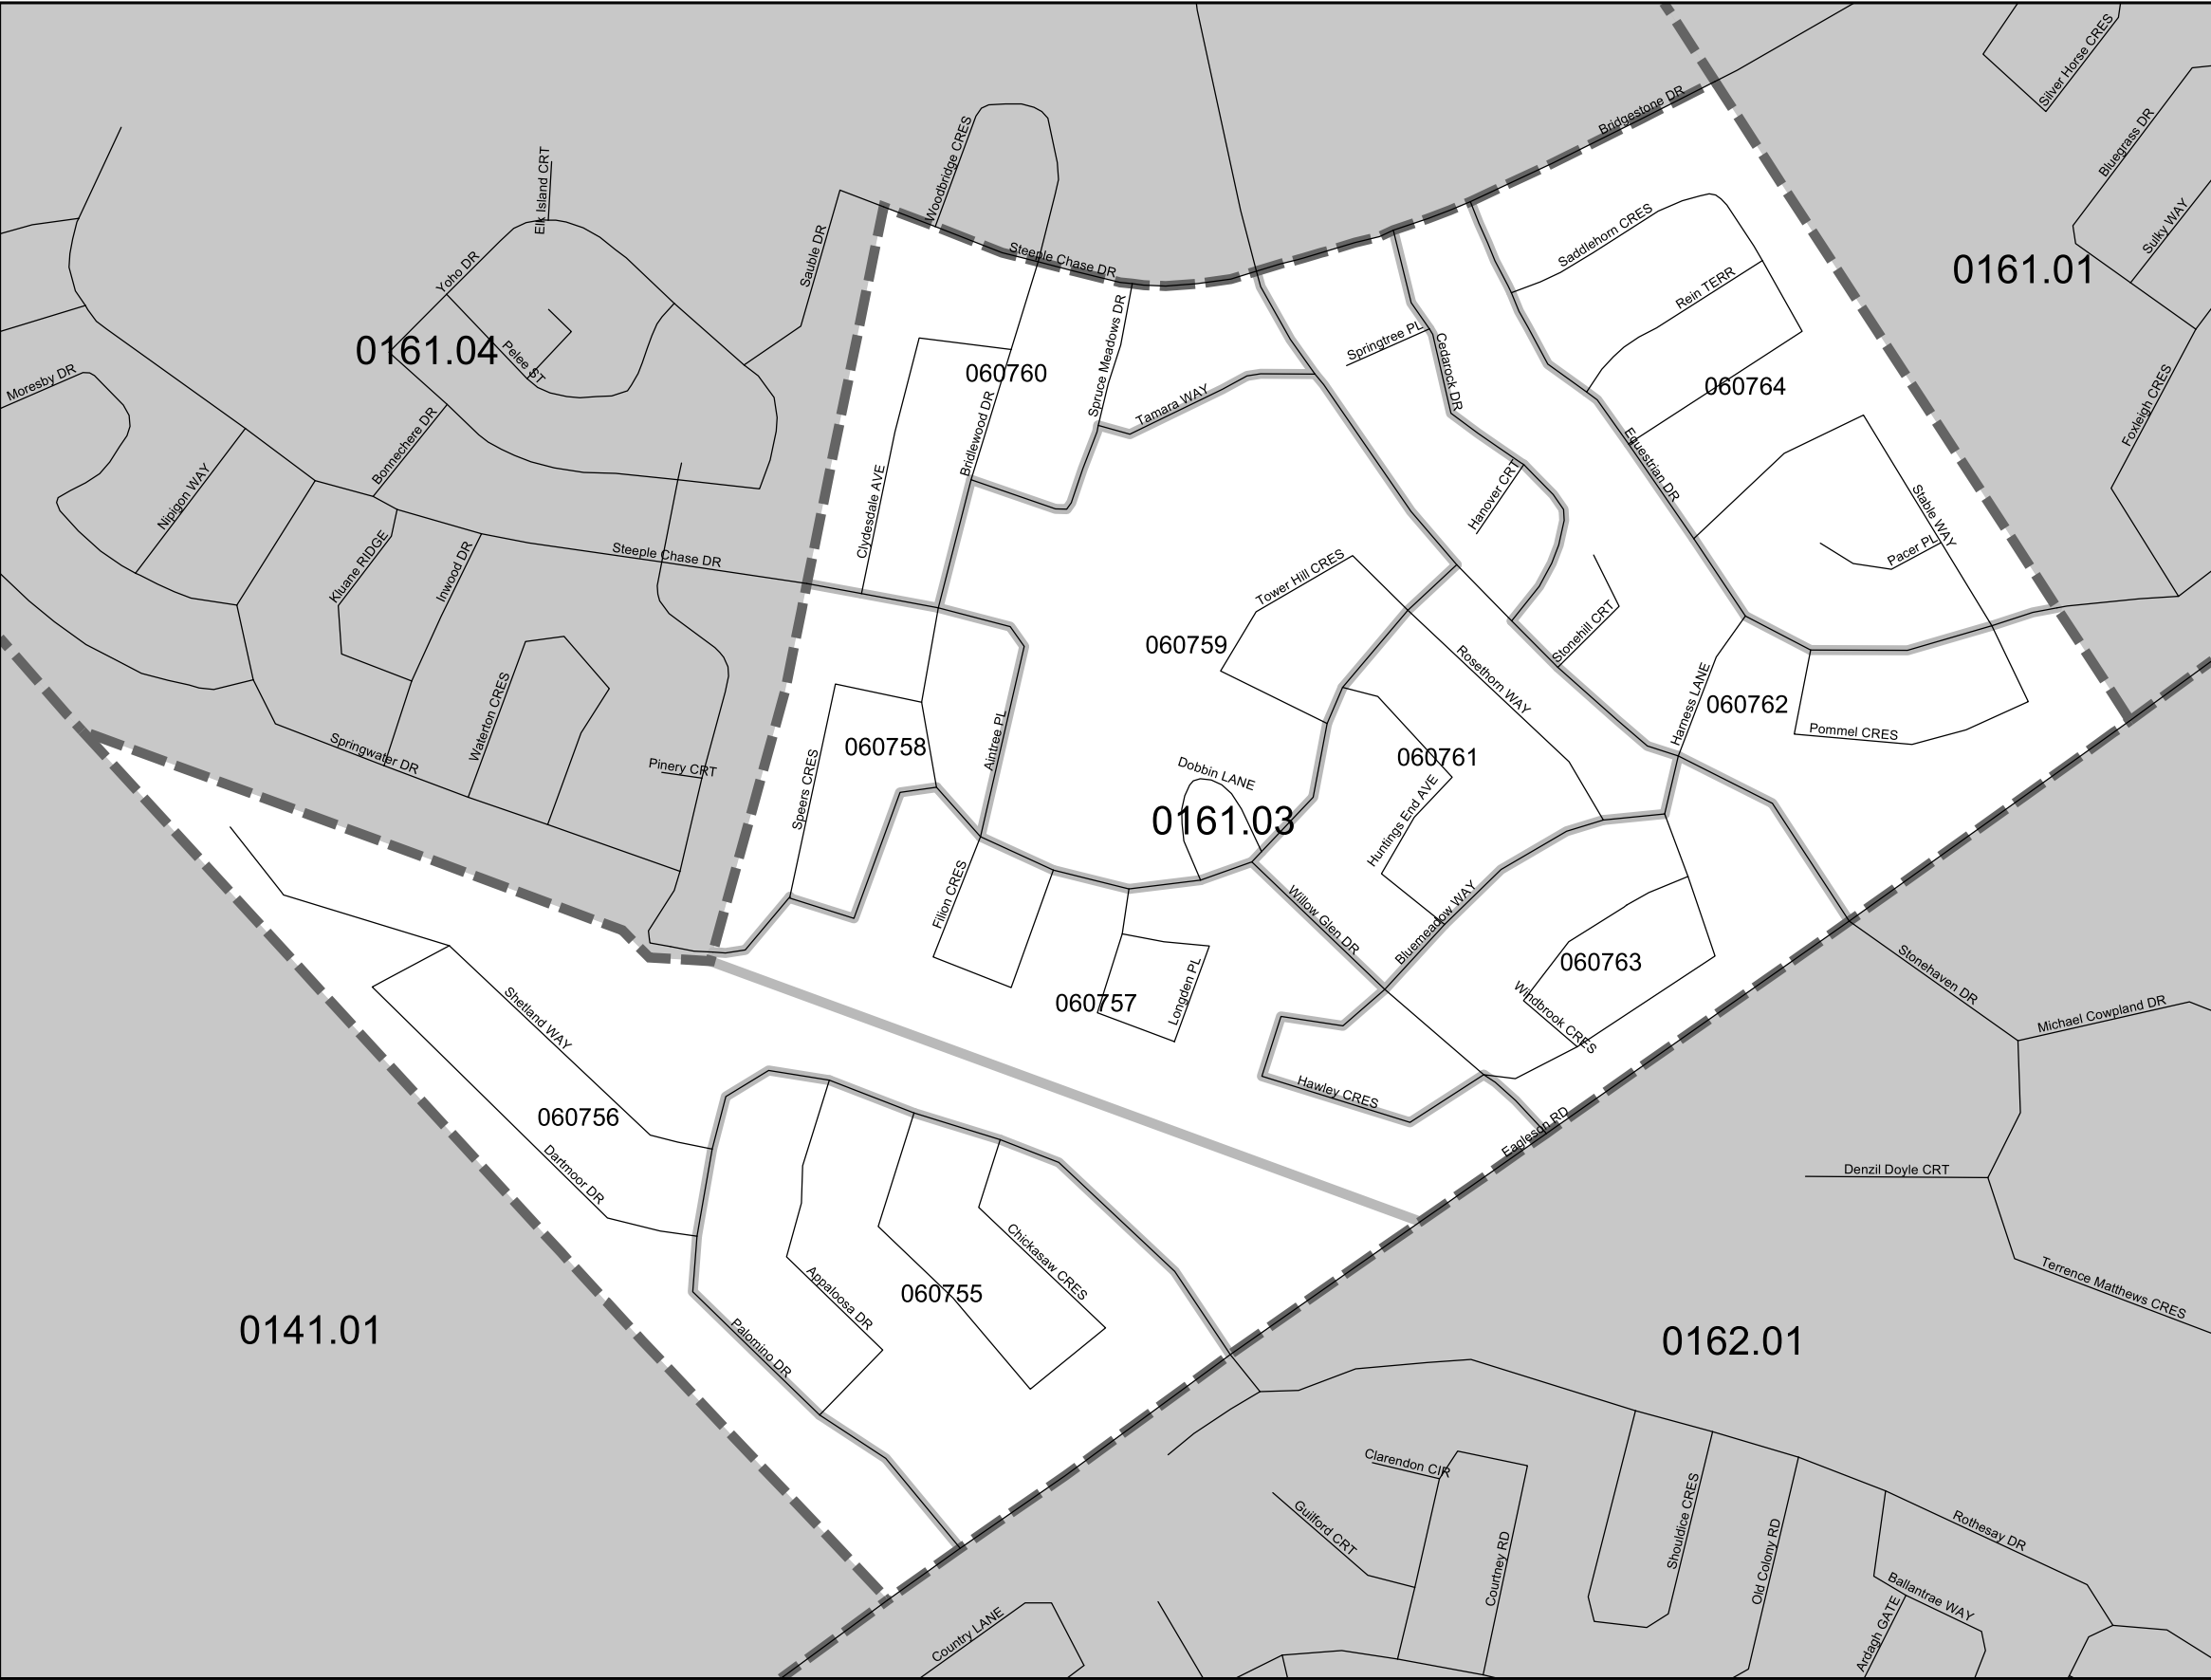 Silver Horse CRES
Bridgestone DR
Bluegrass DR
Woodbridge CRES
Elk Island CRT
Sulky WAY
Saddlehorn CRES
Sauble DR
Steeple Chase DR
0161.01
Yoho DR
Rein TERR
Spruce Meadows DR
Springtree PL
0161.04
Pelee ST
Cedarock DR
060760
060764
Moresby DR
Tamara WAY
Foxleigh CRES
Bonnechere DR
Bridlewood DR
Equestrian DR
Nipigon WAY
Clydesdale AVE
Hanover CRT
Stable WAY
Pacer PL
Steeple Chase DR
Kluane RIDGE
Inwood DR
Tower Hill CRES
Stonehill CRT
060759
Rosethorn WAY
Harness LANE
060762
Waterton CRES
Pommel CRES
Springwater DR
060758
Aintree PL
060761
Pinery CRT
Speers CRES
Dobbin LANE
0161.03
Huntings End AVE
Filion CRES
Willow Glen DR
Bluemeadow WAY
Stonehaven DR
060763
060757
Longden PL
Windbrook CRES
Michael Cowpland DR
Shetland WAY
Hawley CRES
060756
Eagleson RD
Dartmoor DR
Denzil Doyle CRT
Chickasaw CRES
Appaloosa DR
060755
Terrence Matthews CRES
0141.01
Palomino DR
0162.01
Clarendon CIR
Guilford CRT
Courtney RD
Shouldice CRES
Old Colony RD
Rothesay DR
Ballantrae WAY
Country LANE
Ardagh GATE